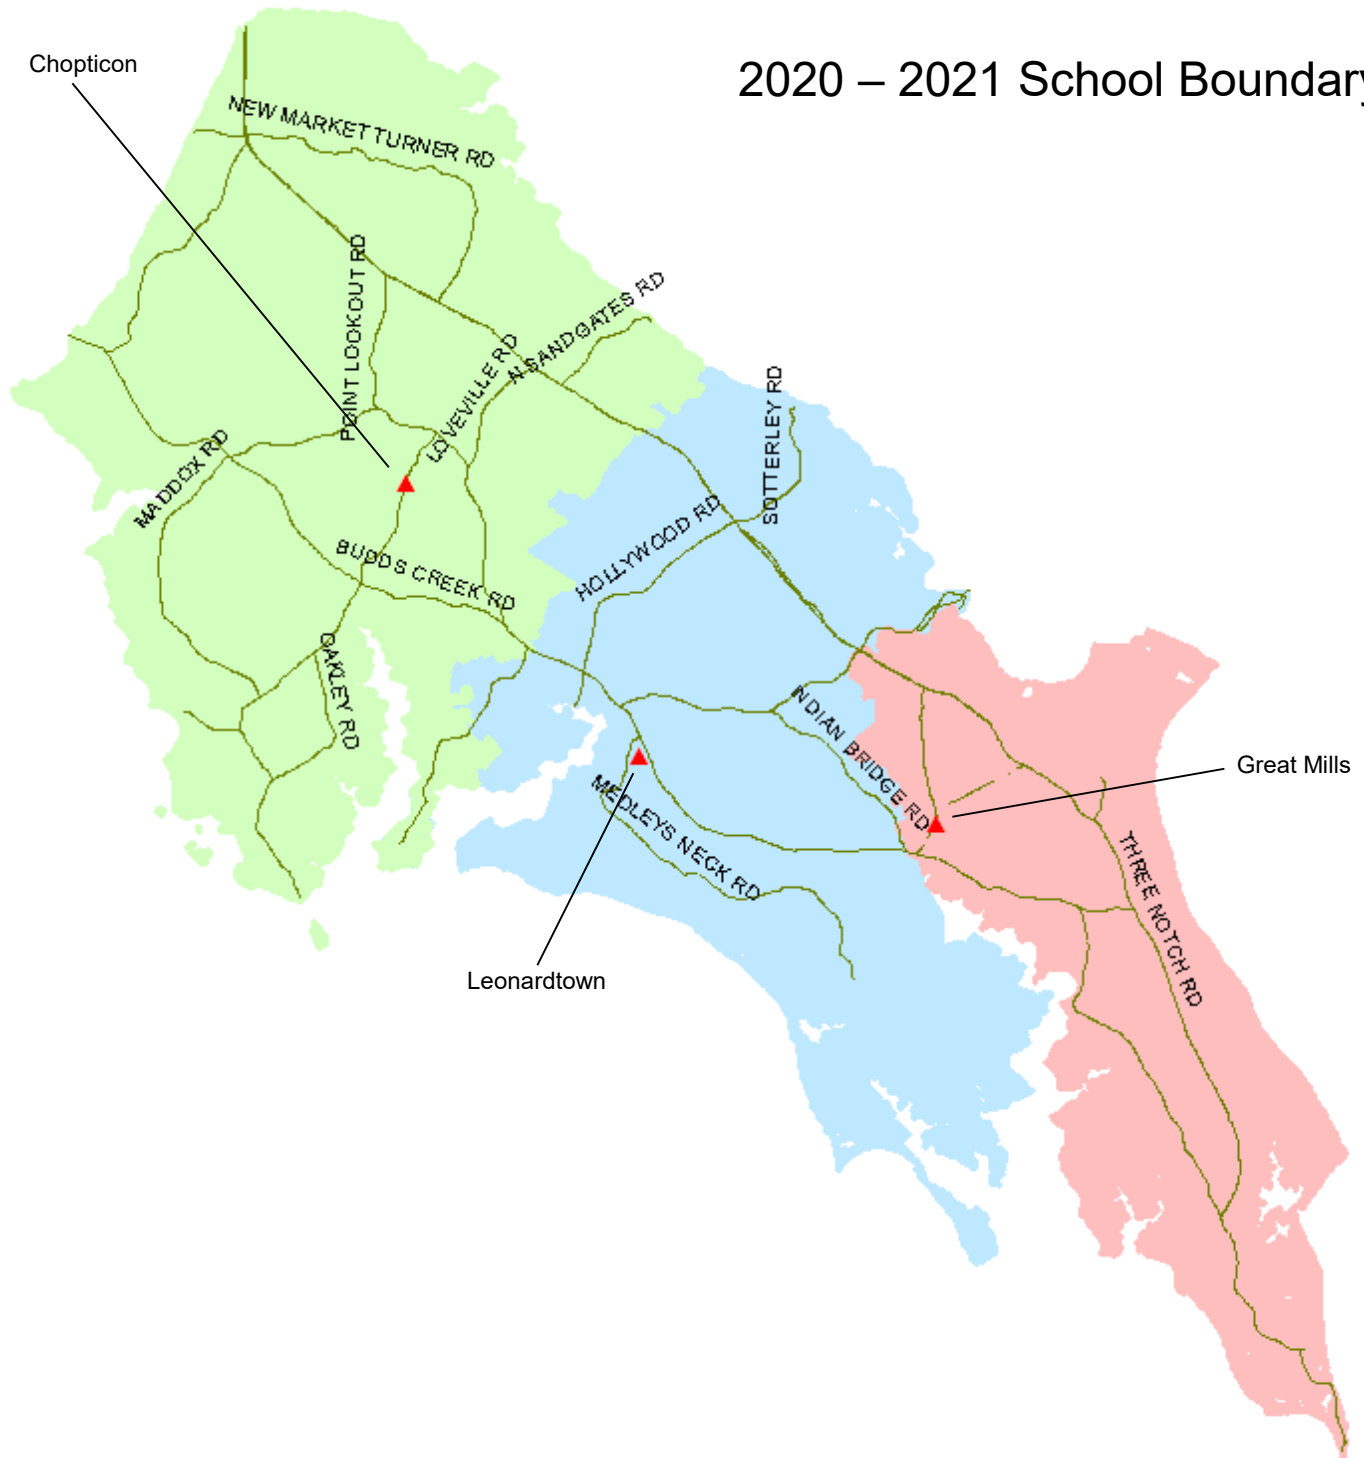 Chopticon
2020 – 2021 School Boundary
NEW MARKET TURNER RD
POINT LOOKOUT RD
LOVEVILLE RD
N SANDGATES RD
SOTTERLEY RD
MADDOX RD
HOLLYWOOD RD
BUDDS CREEK RD
OAKLEY RD
INDIAN BRIDGE RD
Great Mills
MEDLEYS NECK RD
THREE NOTCH RD
Leonardtown